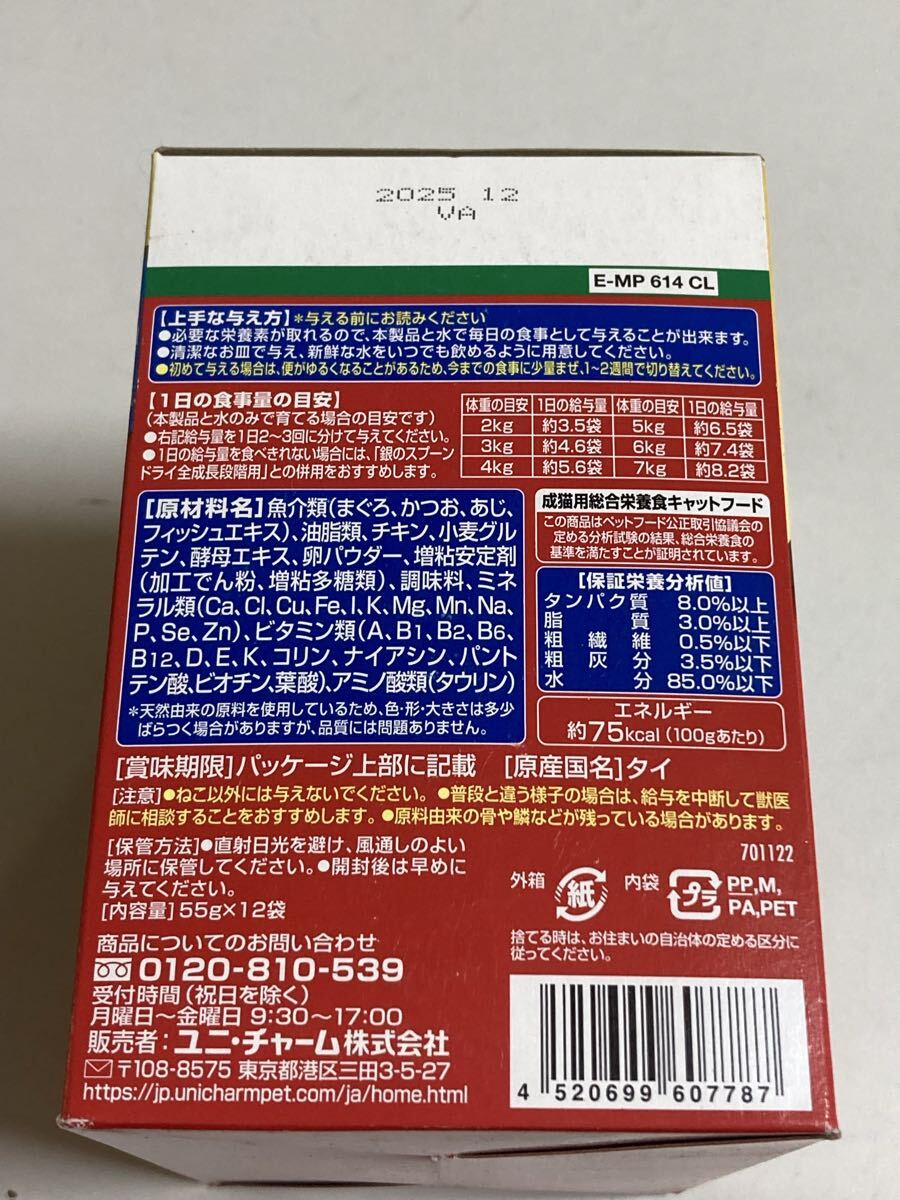 2025 12
VA
E-MP 614 CL
【上手な与え方】＊与える前にお読みください
●必要な栄養素が取れるので、本製品と水で毎日の食事として与えることが出来ます。
●清潔なお皿で与え、新鮮な水をいつでも飲めるように用意してください。
●初めて与える場合は、便がゆるくなることがあるため、今までの食事に少量まぜ、1~2週間で切り替えてください。
【1日の食事量の目安】
(本製品と水のみで育てる場合の目安です)
●右記給与量を1日2~3回に分けて与えてください。
●1日の給与量を食べきれない場合には、「銀のスプーン
ドライ全成長段階用」との併用をおすすめします。
体重の目安 1日の給与量 体重の目安 1日の給与量
2kg 約3.5袋 5kg 約6.5袋
3kg 約4.6袋 6kg 約7.4袋
4kg 約5.6袋 7kg 約8.2袋
【原材料名】魚介類(まぐろ、かつお、あじ、
フィッシュエキス)、油脂類、チキン、小麦グル
テン、酵母エキス、卵パウダー、増粘安定剤
(加工でん粉、増粘多糖類)、調味料、ミネ
ラル類(Ca、Cl、Cu、Fe、I、K、Mg、Mn、Na、
P、Se、Zn)、ビタミン類(A、B1、B2、B6、
B12、D、E、K、コリン、ナイアシン、パント
テン酸、ビオチン、葉酸)、アミノ酸類(タウリン)
＊天然由来の原料を使用しているため、色・形・大きさは多少
ばらつく場合がありますが、品質には問題ありません。
成猫用総合栄養食キャットフード
この商品はペットフード公正取引協議会の
定める分析試験の結果、総合栄養食の
基準を満たすことが証明されています。
[保証栄養分析値]
タンパク質 8.0%以上
脂質 3.0%以上
粗繊維 0.5%以下
粗灰分 3.5%以下
水分 85.0%以下
エネルギー
約75kcal(100gあたり)
[賞味期限]パッケージ上部に記載 [原産国名]タイ
[注意]●ねこ以外には与えないでください。●普段と違う様子の場合は、給与を中断して獣医
師に相談することをおすすめします。●原料由来の骨や鱗などが残っている場合があります。
[保管方法]●直射日光を避け、風通しのよい
場所に保管してください。●開封後は早めに
与えてください。
[内容量]55g×12袋
701122
外箱 紙 内袋 プラ PP,M,
PA,PET
捨てる時は、お住まいの自治体の定める区分に
従ってください。
商品についてのお問い合わせ
0120-810-539
受付時間(祝日を除く)
月曜日~金曜日 9:30~17:00
販売者:ユニ・チャーム株式会社
〒108-8575 東京都港区三田3-5-27
https://jp.unicharmpet.com/ja/home.html
4 520699 607787